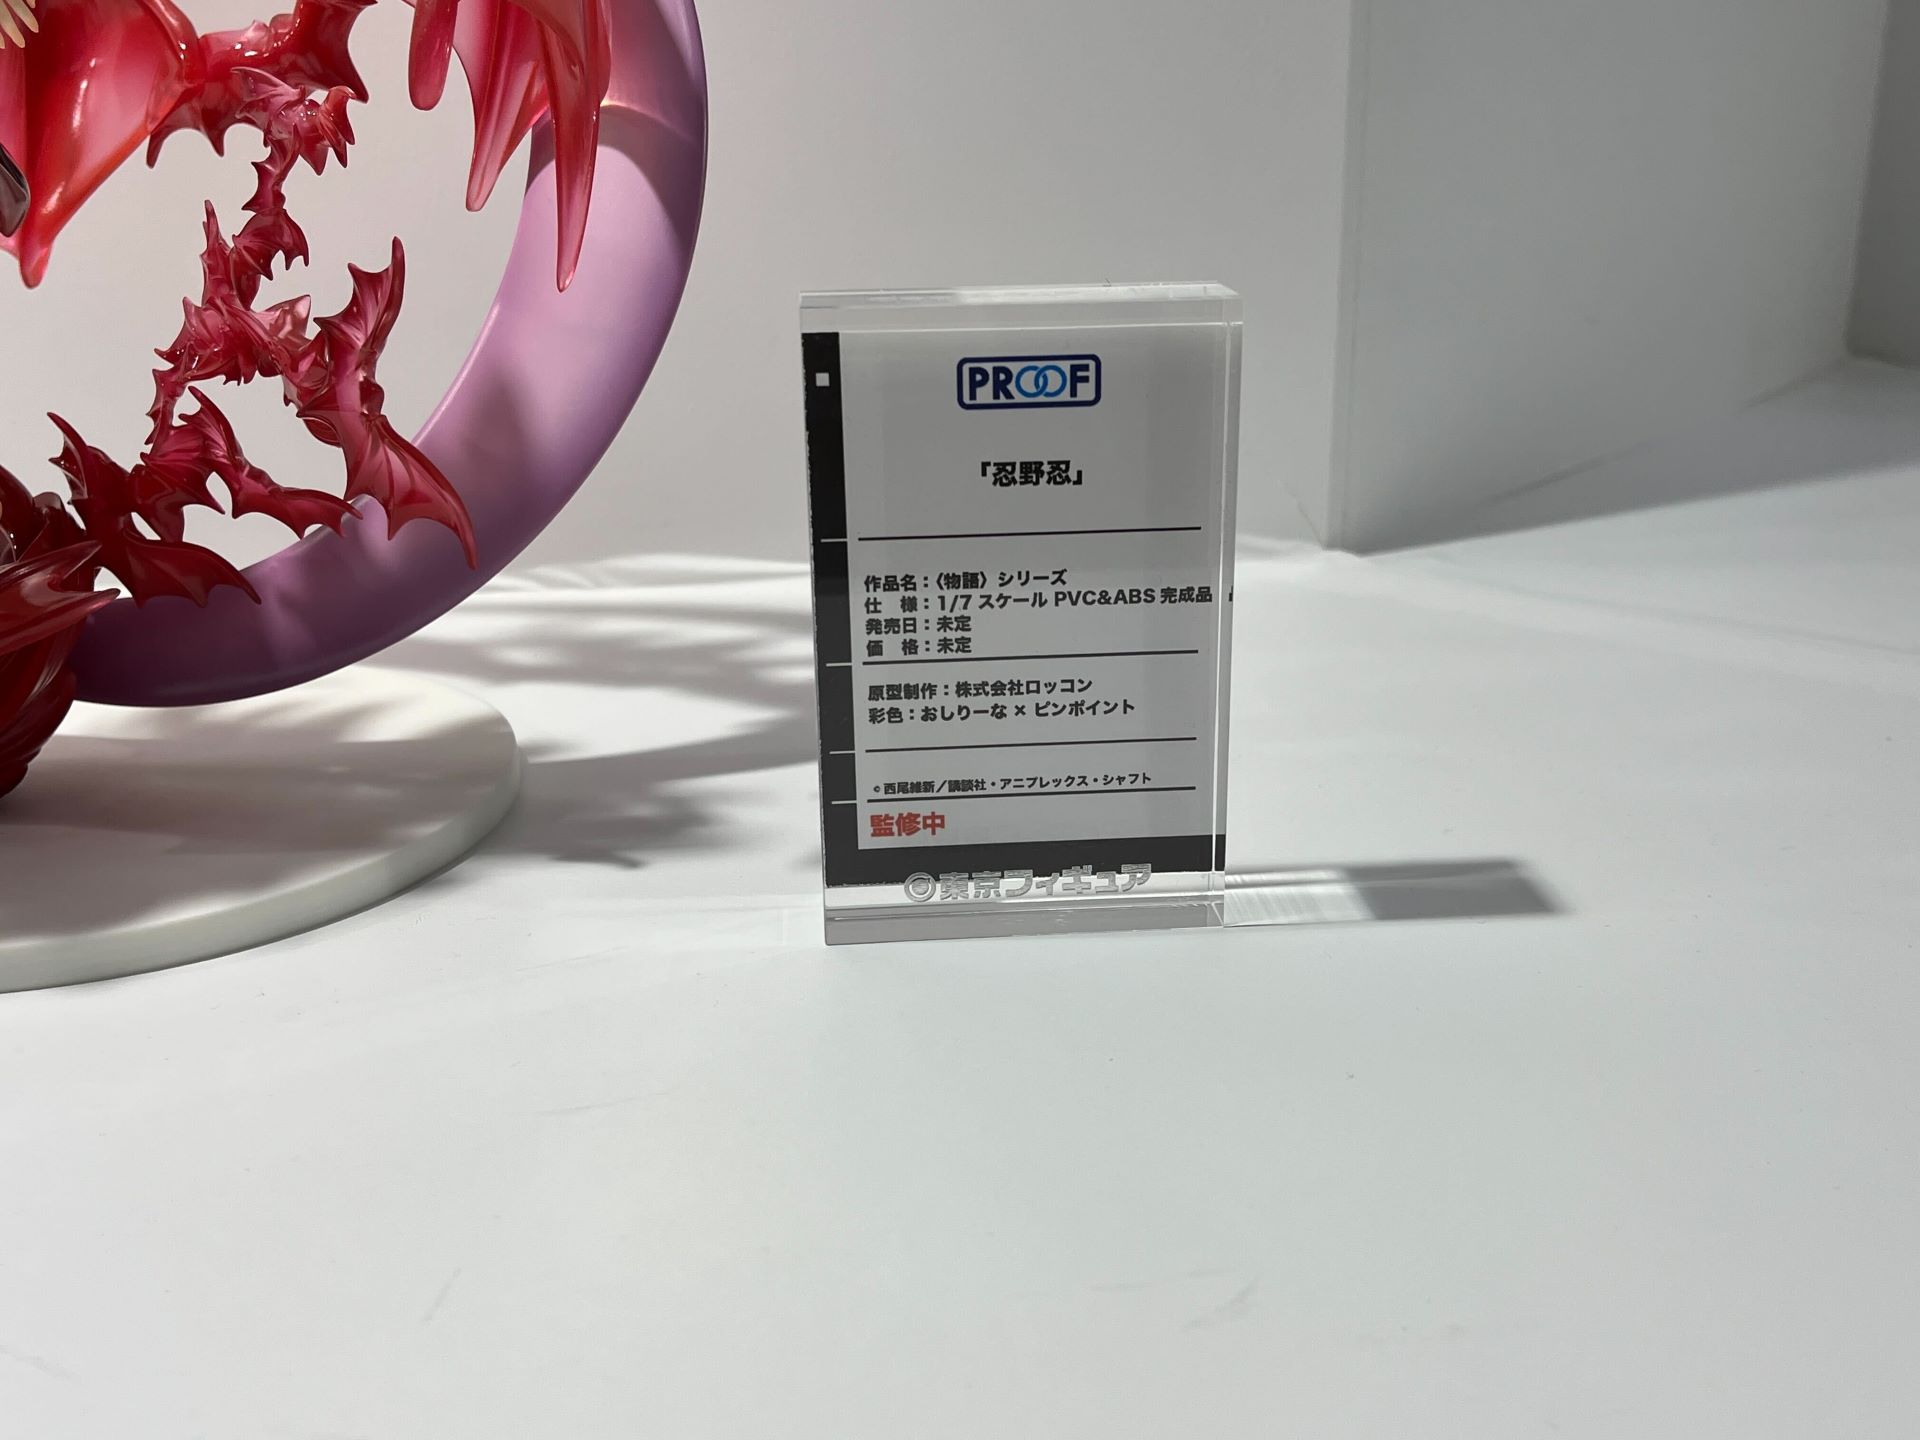 PROOF
「忍野忍」
作品名：〈物語〉シリーズ
仕　様：1/7 スケール PVC&ABS 完成品
発売日：未定
価　格：未定
原型制作：株式会社ロッコン
彩色：おしりーな × ピンポイント
©西尾維新／講談社・アニプレックス・シャフト
監修中
東京フィギュア